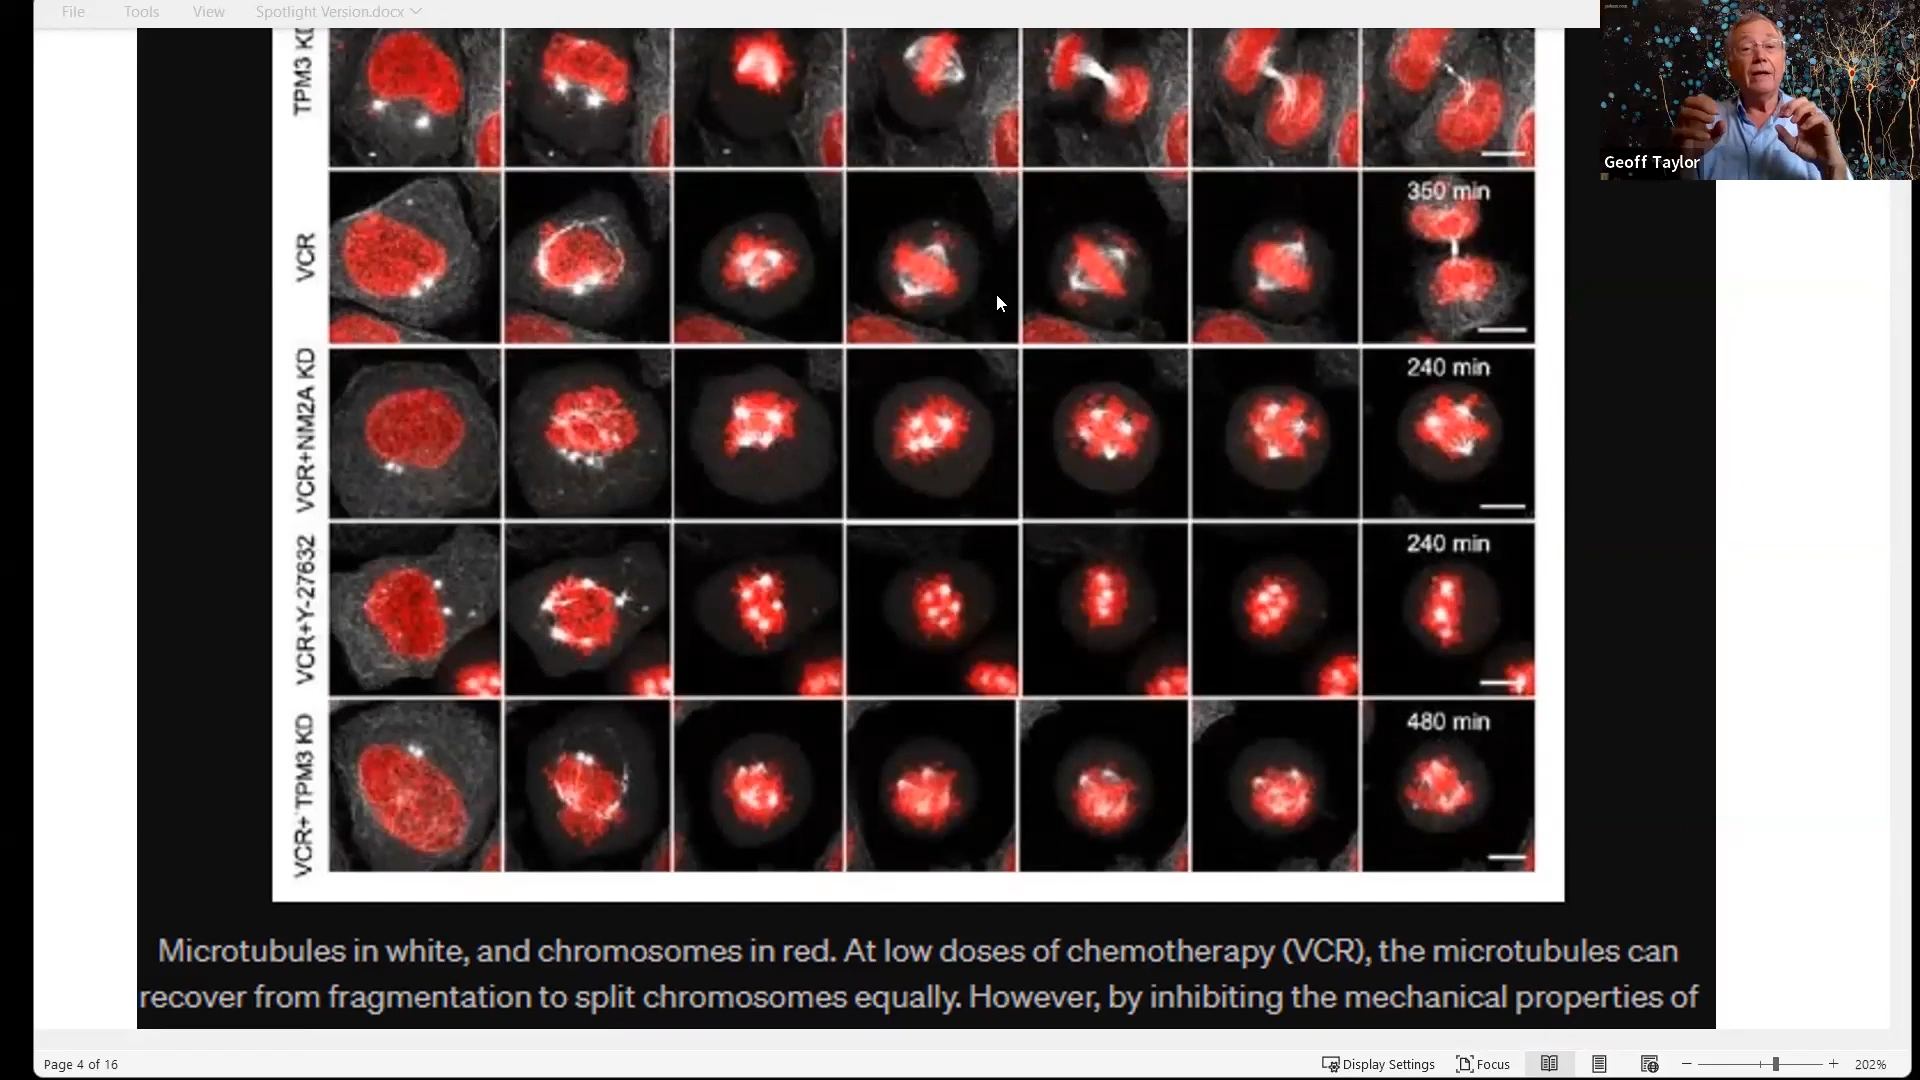 File Tools View Spotlight Version.docx
Geoff Taylor
TPM3 KD
VCR
350 min
VCR+NM2A KD
240 min
VCR+Y-27632
240 min
VCR+TPM3 KD
480 min
Microtubules in white, and chromosomes in red. At low doses of chemotherapy (VCR), the microtubules can
recover from fragmentation to split chromosomes equally. However, by inhibiting the mechanical properties of
Page 4 of 16 Display Settings Focus 202%